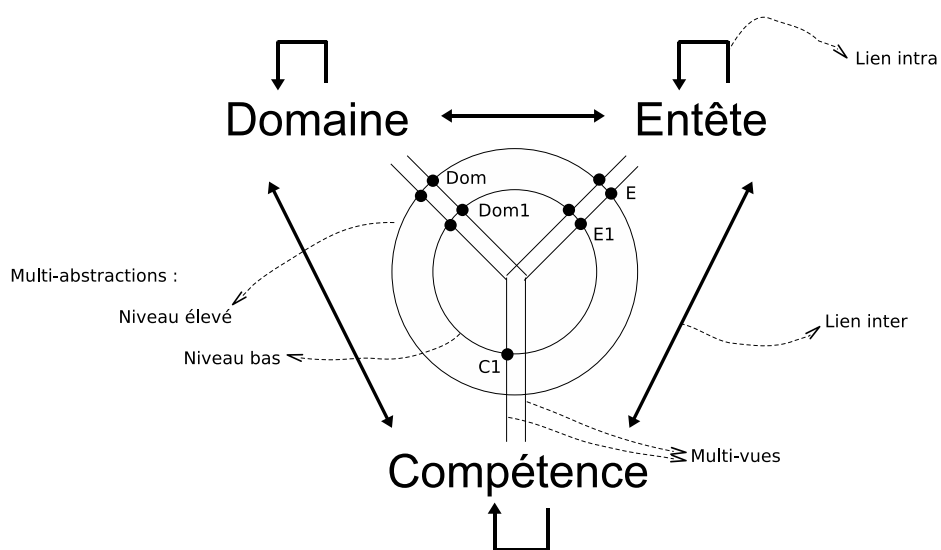 Lien intra
Domaine
Entête
Dom
E
Dom1
E1
Multi-abstractions :
Niveau élevé
Lien inter
Niveau bas
C1
Multi-vues
Compétence